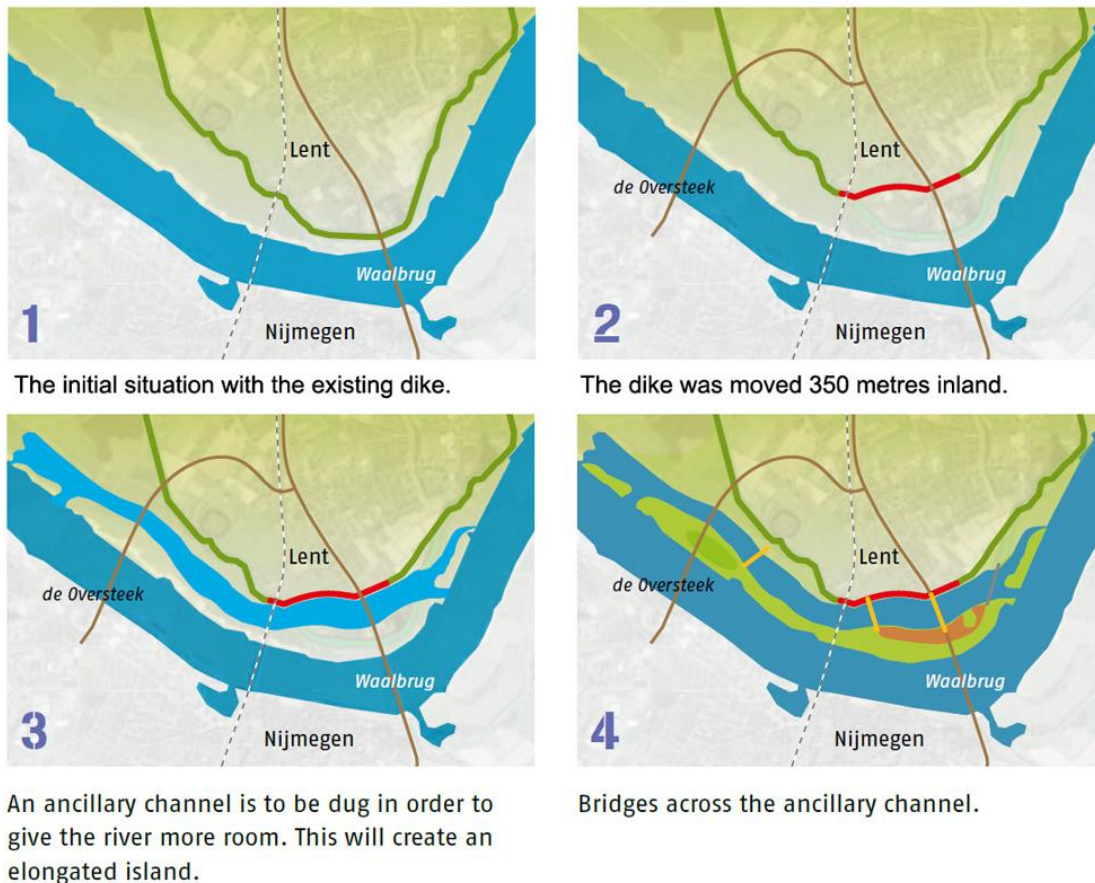 Lent
Waalbrug
Nijmegen
1
The initial situation with the existing dike.
Lent
de Oversteek
Waalbrug
Nijmegen
2
The dike was moved 350 metres inland.
Lent
de Oversteek
Waalbrug
Nijmegen
3
An ancillary channel is to be dug in order to
give the river more room. This will create an
elongated island.
Lent
de Oversteek
Waalbrug
Nijmegen
4
Bridges across the ancillary channel.